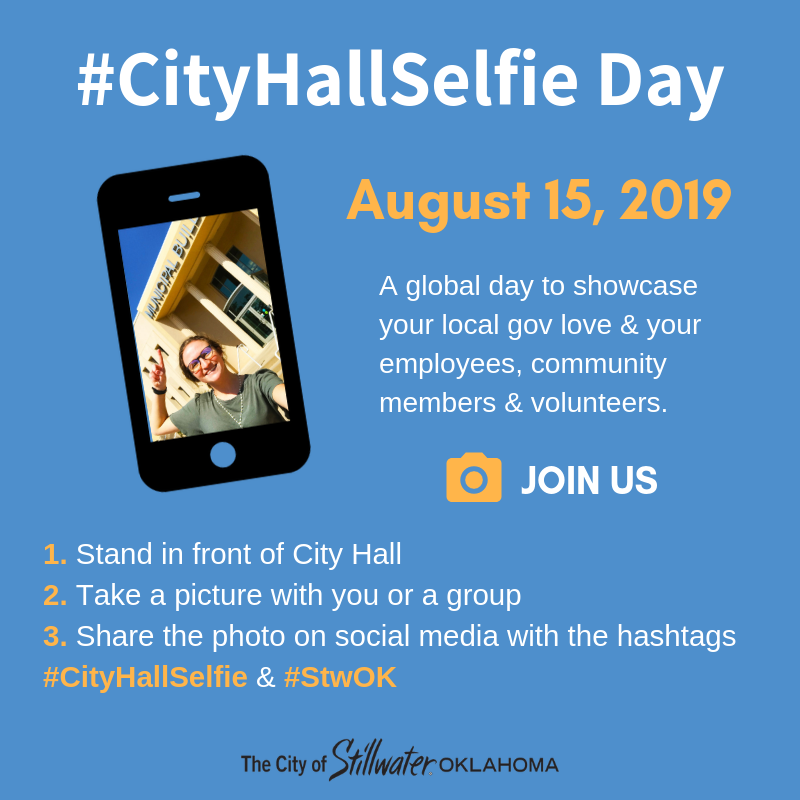 #CityHallSelfie Day
August 15, 2019
MUNICIPAL BUIL
A global day to showcase
your local gov love & your
employees, community
members & volunteers.
JOIN US
1. Stand in front of City Hall
2. Take a picture with you or a group
3. Share the photo on social media with the hashtags
#CityHallSelfie & #StwOK
The City of Stillwater OKLAHOMA